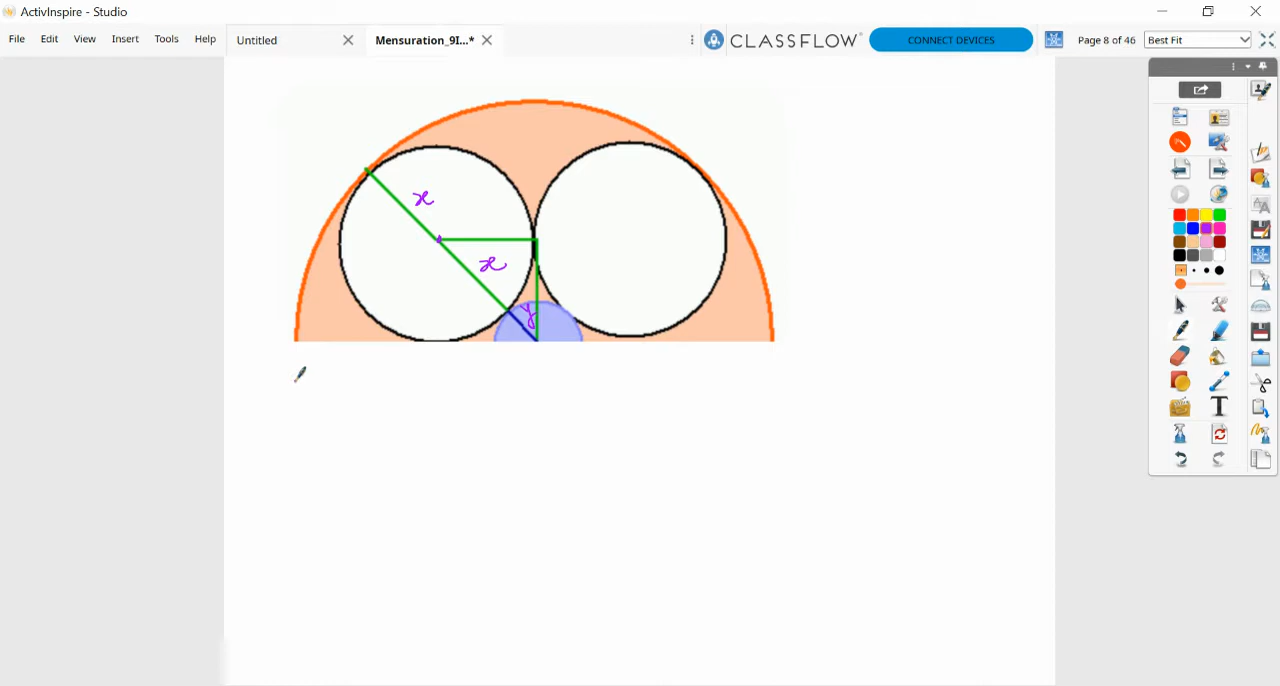 ActivInspire - Studio
File Edit View Insert Tools Help
Untitled
Mensuration_9I...*
CLASSFLOW
CONNECT DEVICES
Page 8 of 46
Best Fit
x
x
y
T